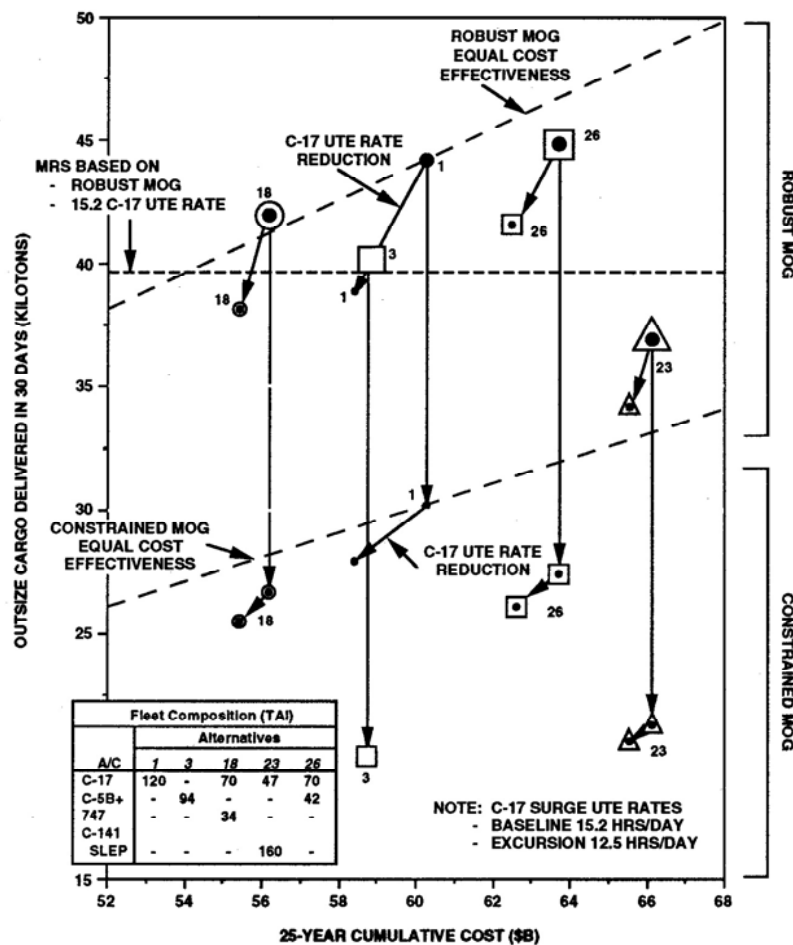 50
45
40
35
30
25
15
OUTSIZE CARGO DELIVERED IN 30 DAYS (KILOTONS)
ROBUST MOG
EQUAL COST
EFFECTIVENESS
C-17 UTE RATE
REDUCTION
MRS BASED ON
- ROBUST MOG
- 15.2 C-17 UTE RATE
18
1
26
3
26
1
18
23
ROBUST MOG
1
CONSTRAINED MOG
EQUAL COST
EFFECTIVENESS
C-17 UTE RATE
REDUCTION
18
26
23
3
CONSTRAINED MOG
Fleet Composition (TAI)
Alternatives
A/C 1 3 18 23 26
C-17 120 - 70 47 70
C-5B+ - 94 - - 42
747 - - 34 - -
C-141
SLEP - - - 160 -
NOTE: C-17 SURGE UTE RATES
- BASELINE 15.2 HRS/DAY
- EXCURSION 12.5 HRS/DAY
52 54 56 58 60 62 64 66 68
25-YEAR CUMULATIVE COST ($B)